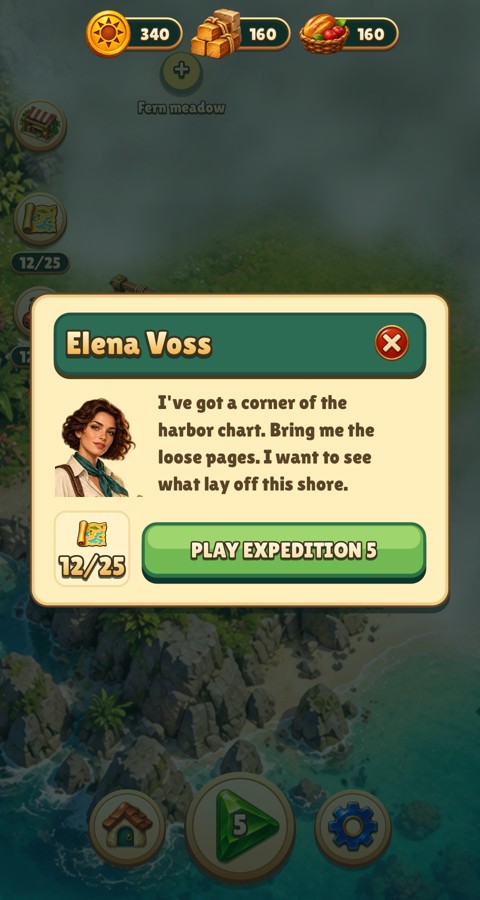 340
160
160
Fern meadow
12/25
Elena Voss
I've got a corner of the
harbor chart. Bring me the
loose pages. I want to see
what lay off this shore.
12/25
PLAY EXPEDITION 5
5